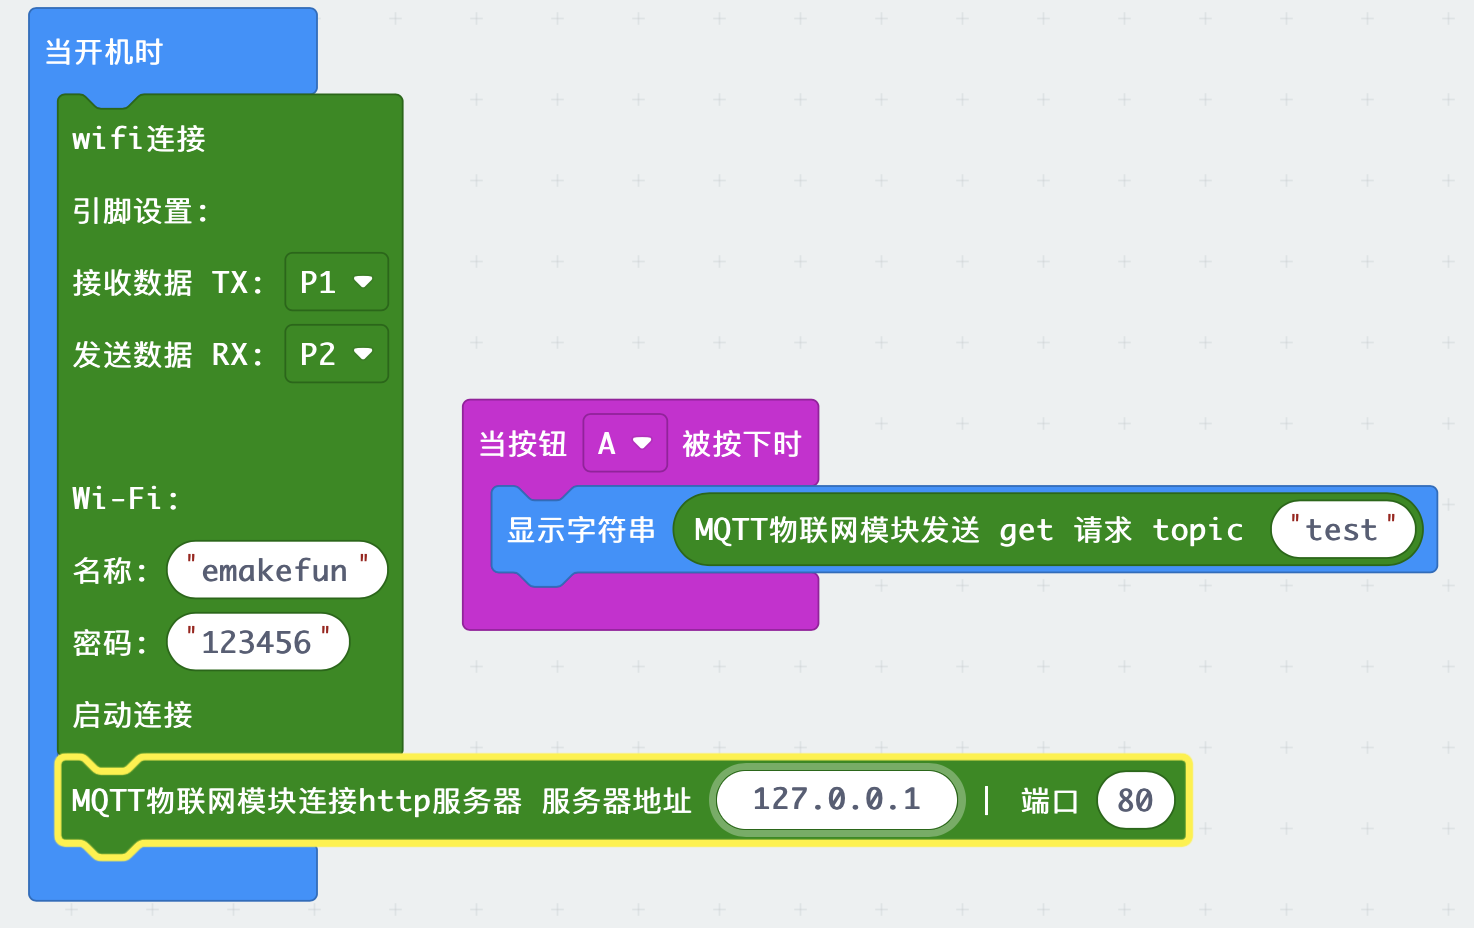 当开机时
wifi连接
引脚设置:
接收数据 TX: P1
发送数据 RX: P2
Wi-Fi:
名称: "emakefun"
密码: "123456"
启动连接
MQTT物联网模块连接http服务器 服务器地址 127.0.0.1 | 端口 80
当按钮 A 被按下时
显示字符串 MQTT物联网模块发送 get 请求 topic "test"